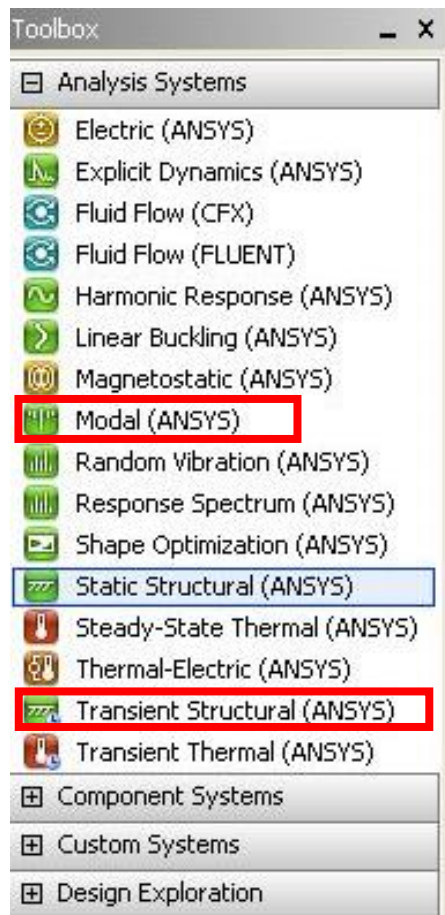 Toolbox
Analysis Systems
Electric (ANSYS)
Explicit Dynamics (ANSYS)
Fluid Flow (CFX)
Fluid Flow (FLUENT)
Harmonic Response (ANSYS)
Linear Buckling (ANSYS)
Magnetostatic (ANSYS)
Modal (ANSYS)
Random Vibration (ANSYS)
Response Spectrum (ANSYS)
Shape Optimization (ANSYS)
Static Structural (ANSYS)
Steady-State Thermal (ANSYS)
Thermal-Electric (ANSYS)
Transient Structural (ANSYS)
Transient Thermal (ANSYS)
Component Systems
Custom Systems
Design Exploration